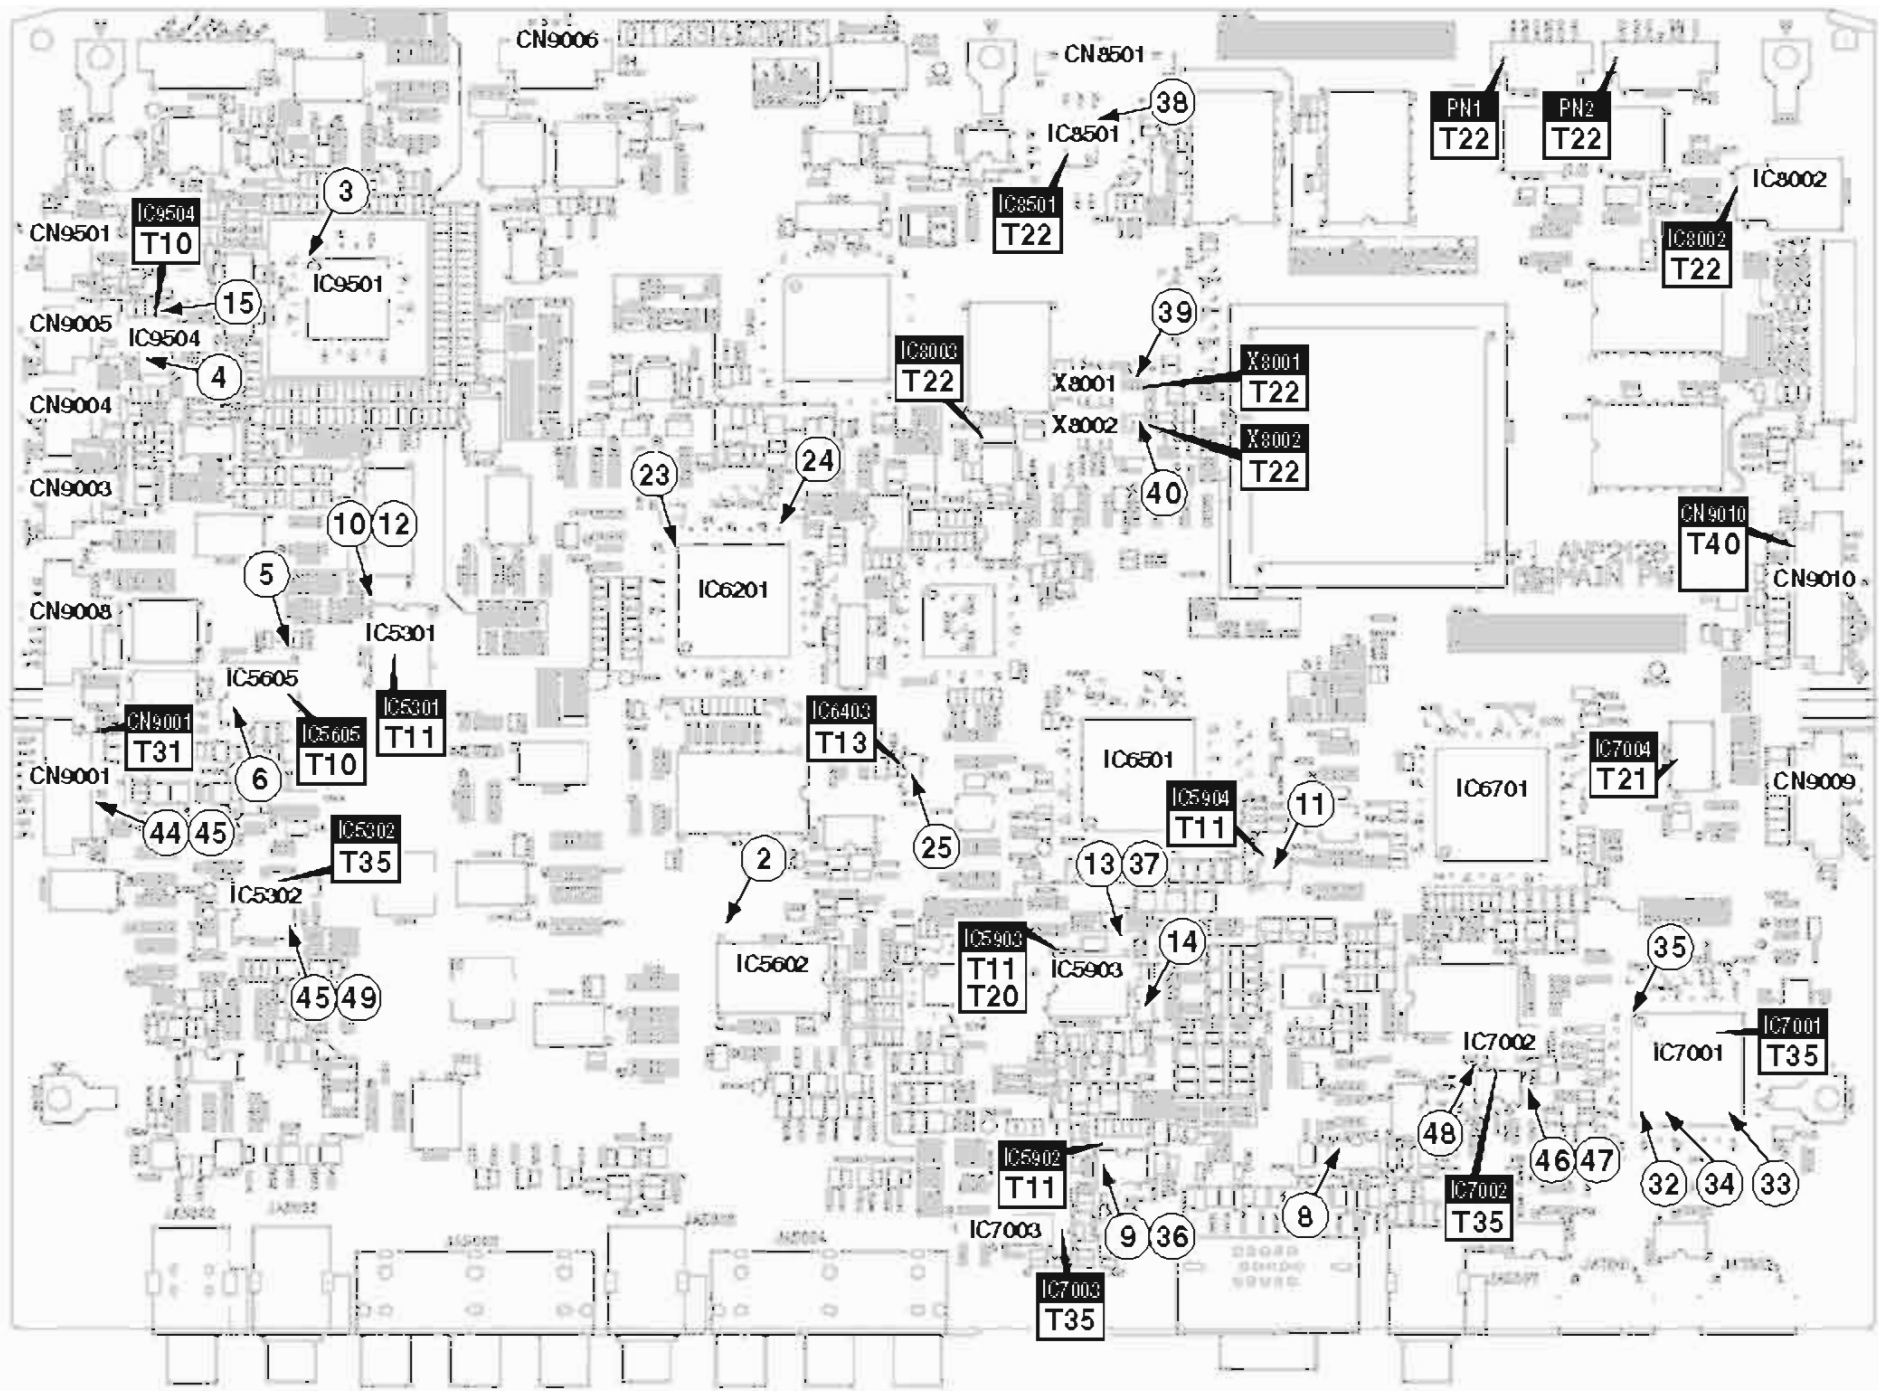 CN9006
CN8501
38
IC8501
PN1
T22
PN2
T22
IC8002
3
IC9504
T10
CN9501
IC8501
T22
IC8002
T22
IC9501
15
CN9005
IC9504
39
4
IC8003
T22
X8001
X8001
T22
CN9004
X8002
X8002
T22
CN9003
23
24
40
10 12
CN9010
T40
5
IC6201
CN9010
CN9008
IC5301
IC5605
CN9001
T31
IC5605
T10
IC5301
T11
IC6403
T13
IC6501
IC7004
T21
CN9001
6
IC6701
CN9009
IC5904
T11
11
44 45
IC5302
T35
2
25
13 37
IC5302
IC5903
T11
T20
14
35
IC5602
IC5903
45 49
IC7002
IC7001
IC7001
T35
48
46 47
IC5902
T11
32
34
33
IC7002
T35
8
IC7003
9 36
IC7003
T35